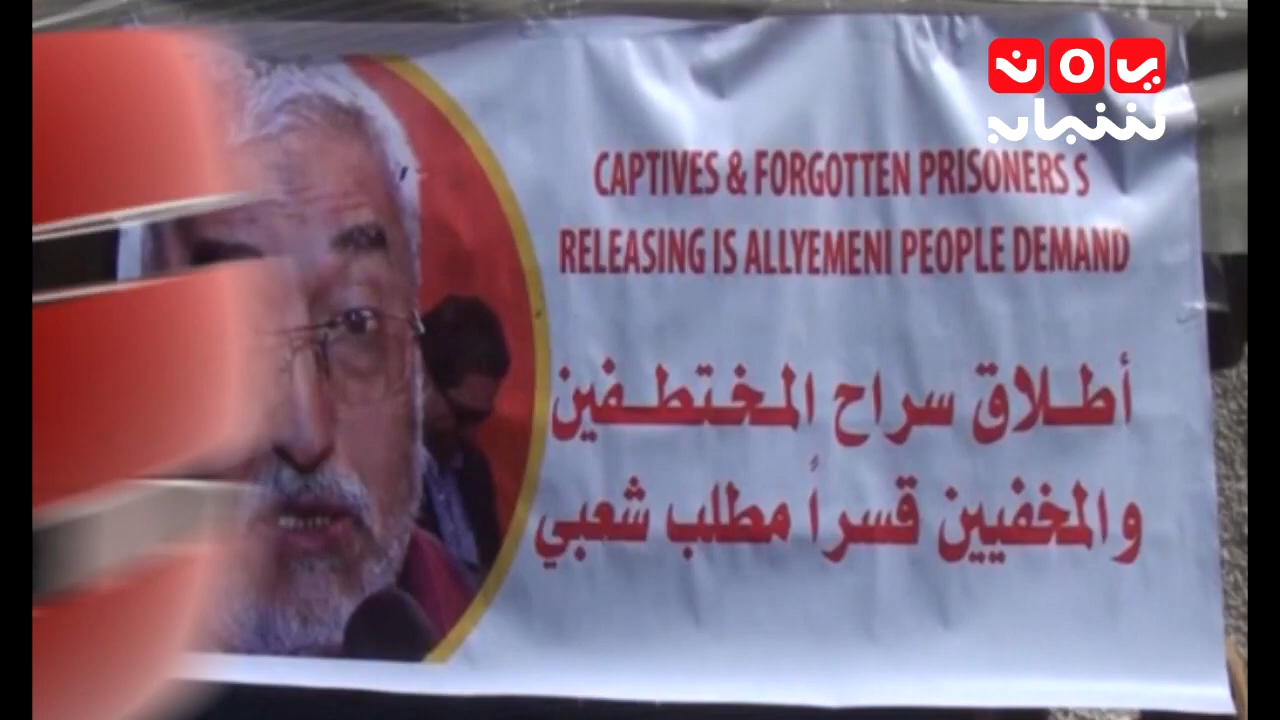 يمن
شباب
CAPTIVES & FORGOTTEN PRISONERS S
RELEASING IS ALLYEMENI PEOPLE DEMAND
أطلاق سراح المختطفين
والمخفيين قسراً مطلب شعبي